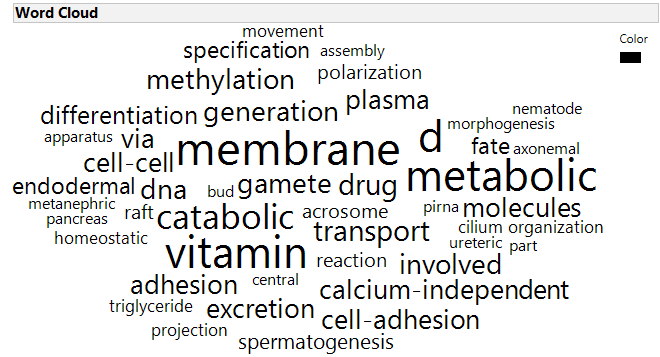 Word Cloud
movement
Color
specification assembly
methylation polarization
plasma
differentiation generation
nematode
morphogenesis
apparatus via
membrane d
fate axonemal
cell-cell
metabolic
endodermal dna bud gamete drug
metanephric
pancreas raft catabolic acrosome
pirna molecules
homeostatic
transport
cilium organization
ureteric part
vitamin
reaction involved
adhesion central
calcium-independent
triglyceride excretion
cell-adhesion
projection
spermatogenesis